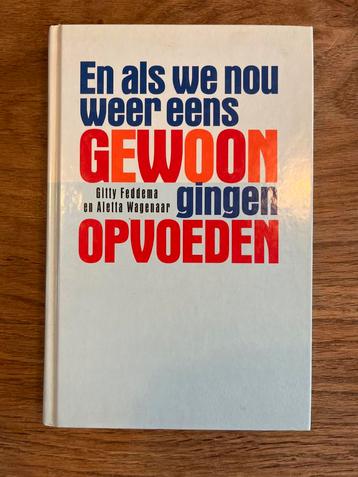 En als we nou
weer eens
GEWOON
Gitty Feddema
en Aletta Wagenaar
gingen
OPVOEDEN